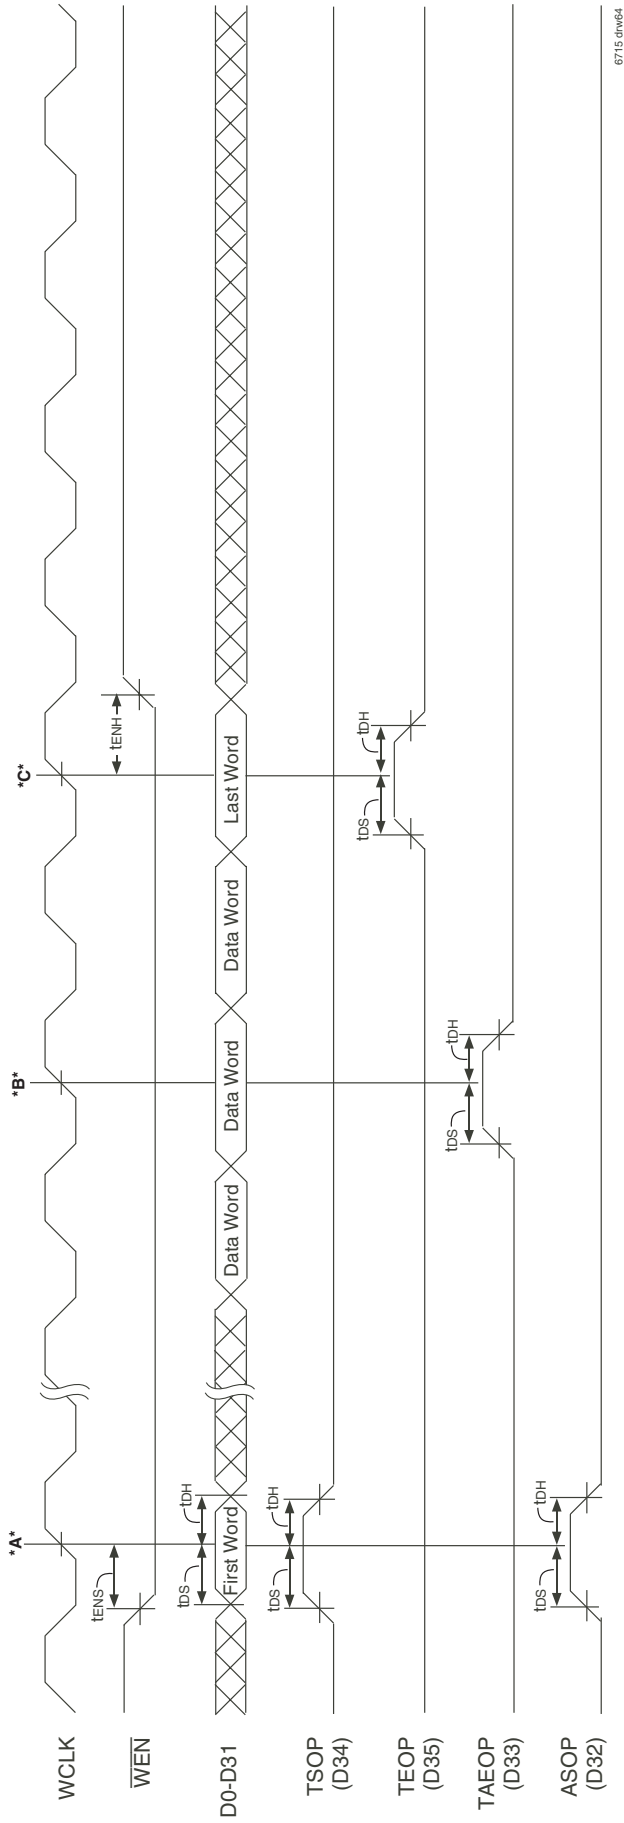 *A*
*B*
*C*
WCLK
WEN
tENS
tENH
D0-D31
tDS
tDH
First Word
Data Word
Data Word
Data Word
Last Word
TSOP
(D34)
tDS
tDH
TEOP
(D35)
tDS
tDH
TAEOP
(D33)
tDS
tDH
ASOP
(D32)
tDS
tDH
6715 drw64